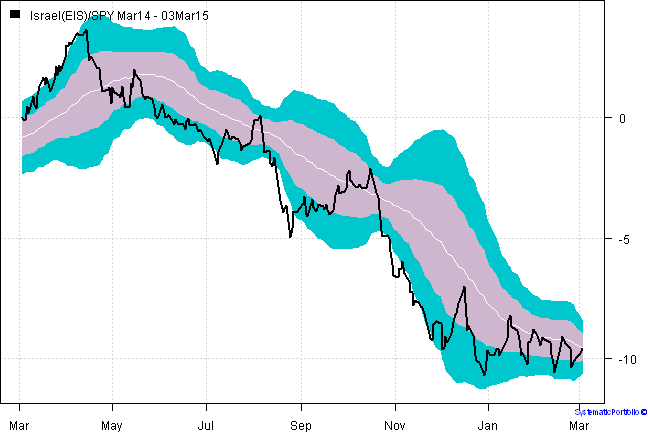 Israel(EIS)/SPY Mar14 - 03Mar15
0
-5
-10
Mar May Jul Sep Nov Jan Mar
SystematicPortfolio ©